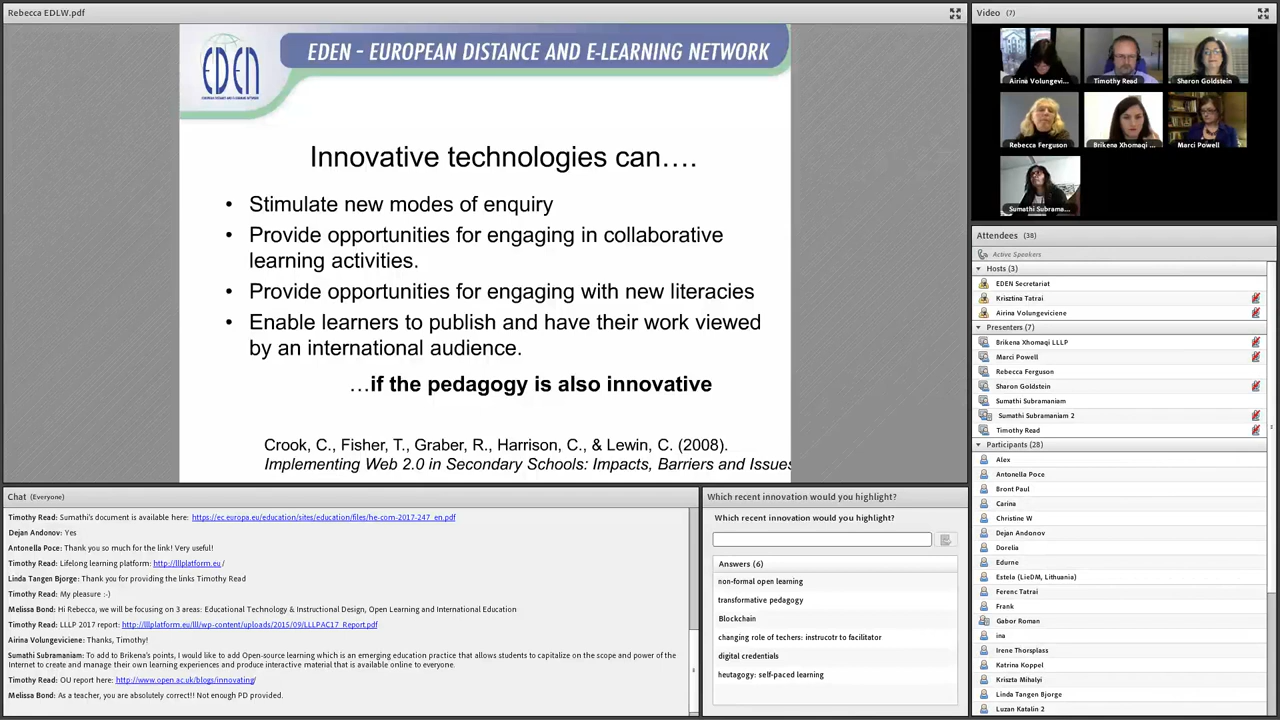 Rebecca EDLW.pdf
EDEN
EUROPEAN DISTANCE AND E-LEARNING NETWORK
EDEN - EUROPEAN DISTANCE AND E-LEARNING NETWORK
Innovative technologies can….
• Stimulate new modes of enquiry
• Provide opportunities for engaging in collaborative
learning activities.
• Provide opportunities for engaging with new literacies
• Enable learners to publish and have their work viewed
by an international audience.
…if the pedagogy is also innovative
Crook, C., Fisher, T., Graber, R., Harrison, C., & Lewin, C. (2008).
Implementing Web 2.0 in Secondary Schools: Impacts, Barriers and Issues
Video (7)
Airina Volungevi...
Timothy Read
Sharon Goldstein
Rebecca Ferguson
Brikena Xhomaqi ...
Marci Powell
Sumathi Subrama...
Attendees (38)
Active Speakers
Hosts (3)
EDEN Secretariat
Krisztina Tatrai
Airina Volungeviciene
Presenters (7)
Brikena Xhomaqi LLLP
Marci Powell
Rebecca Ferguson
Sharon Goldstein
Sumathi Subramaniam
Sumathi Subramaniam 2
Timothy Read
Participants (28)
Alex
Antonella Poce
Bront Paul
Carina
Christine W
Dejan Andonov
Dorelia
Edurne
Estela (LieDM, Lithuania)
Ferenc Tatrai
Frank
Gabor Roman
ina
Irene Thorsplass
Katrina Koppel
Kriszta Mihalyi
Linda Tangen Bjorge
Luzan Katalin 2
Chat (Everyone)
Timothy Read: Sumathi's document is available here: https://ec.europa.eu/education/sites/education/files/he-com-2017-247_en.pdf
Dejan Andonov: Yes
Antonella Poce: Thank you so much for the link! Very useful!
Timothy Read: Lifelong learning platform: http://lllplatform.eu /
Linda Tangen Bjorge: Thank you for providing the links Timothy Read
Timothy Read: My pleasure :-)
Melissa Bond: Hi Rebecca, we will be focusing on 3 areas: Educational Technology & Instructional Design, Open Learning and International Education
Timothy Read: LLLP 2017 report: http://lllplatform.eu/lll/wp-content/uploads/2015/09/LLLPAC17_Report.pdf
Airina Volungeviciene: Thanks, Timothy!
Sumathi Subramaniam: To add to Brikena's points, I would like to add Open-source learning which is an emerging education practice that allows students to capitalize on the scope and power of the
Internet to create and manage their own learning experiences and produce interactive material that is available online to everyone.
Timothy Read: OU report here: http://www.open.ac.uk/blogs/innovating/
Melissa Bond: As a teacher, you are absolutely correct!! Not enough PD provided.
Which recent innovation would you highlight?
Which recent innovation would you highlight?
Answers (6)
non-formal open learning
transformative pedagogy
Blockchain
changing role of techers: instrucotr to facilitator
digital credentials
heutagogy: self-paced learning